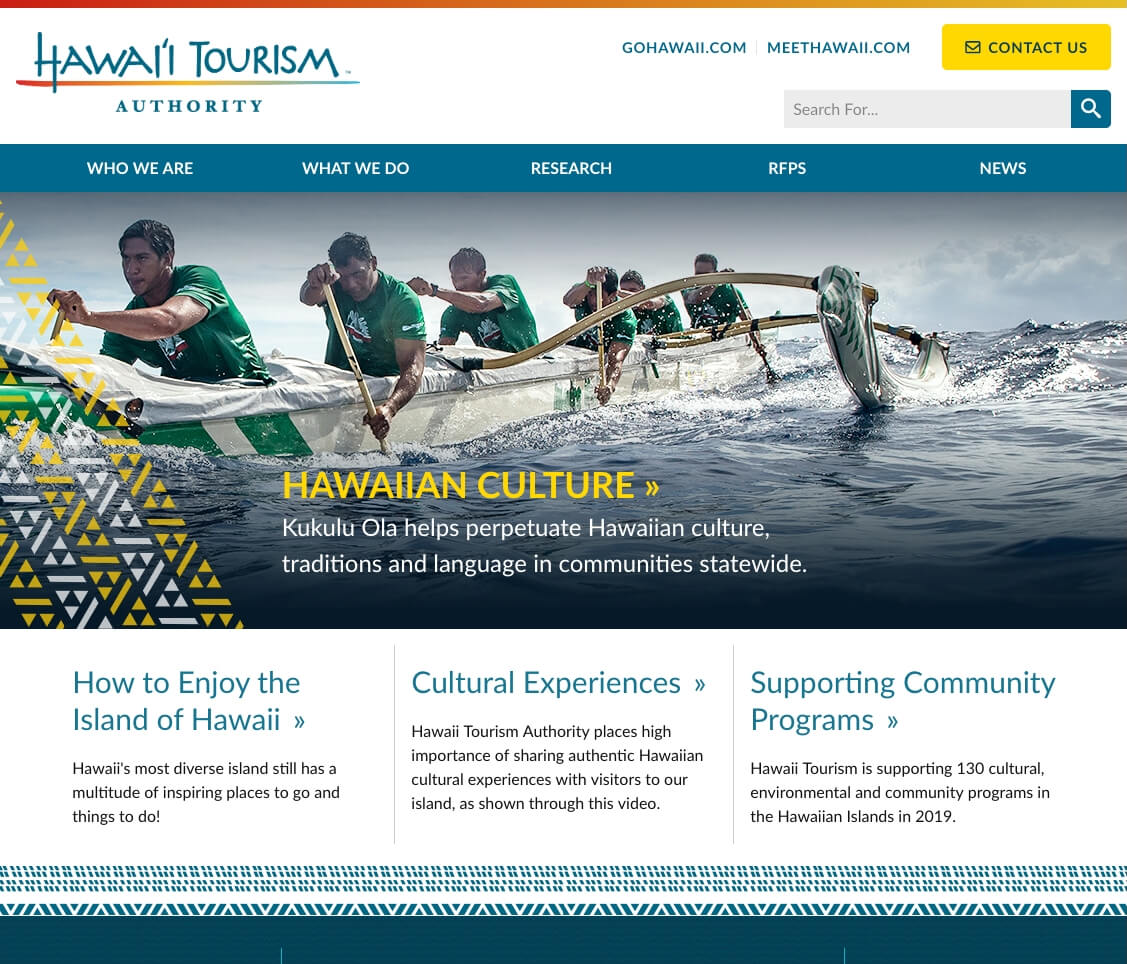 HAWAI'I TOURISM™
AUTHORITY
GOHAWAII.COM MEETHAWAII.COM CONTACT US
Search For...
WHO WE ARE WHAT WE DO RESEARCH RFPS NEWS
HAWAIIAN CULTURE »
Kukulu Ola helps perpetuate Hawaiian culture,
traditions and language in communities statewide.
How to Enjoy the
Island of Hawaii »
Hawaii's most diverse island still has a
multitude of inspiring places to go and
things to do!
Cultural Experiences »
Hawaii Tourism Authority places high
importance of sharing authentic Hawaiian
cultural experiences with visitors to our
island, as shown through this video.
Supporting Community
Programs »
Hawaii Tourism is supporting 130 cultural,
environmental and community programs in
the Hawaiian Islands in 2019.